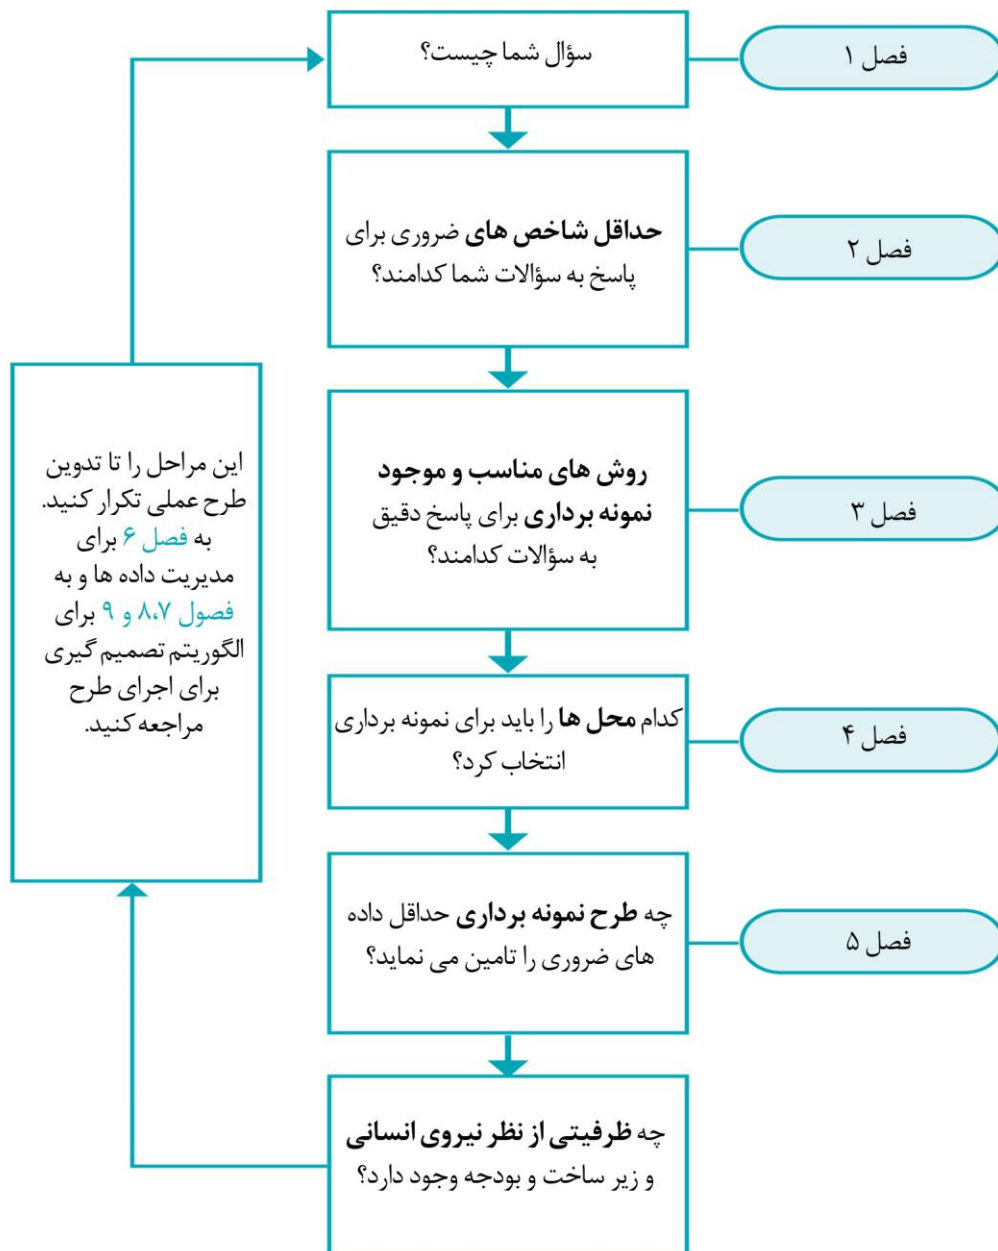 سؤال شما چیست؟
فصل ۱
حداقل شاخص های ضروری برای
پاسخ به سؤالات شما کدامند؟
فصل ۲
روش های مناسب و موجود
نمونه برداری برای پاسخ دقیق
به سؤالات کدامند؟
فصل ۳
کدام محل ها را باید برای نمونه برداری
انتخاب کرد؟
فصل ۴
چه طرح نمونه برداری حداقل داده
های ضروری را تامین می نماید؟
فصل ۵
چه ظرفیتی از نظر نیروی انسانی
و زیر ساخت و بودجه وجود دارد؟
این مراحل را تا تدوین
طرح عملی تکرار کنید.
به فصل ۶ برای
مدیریت داده ها و به
فصول ۸،۷ و ۹ برای
الگوریتم تصمیم گیری
برای اجرای طرح
مراجعه کنید.